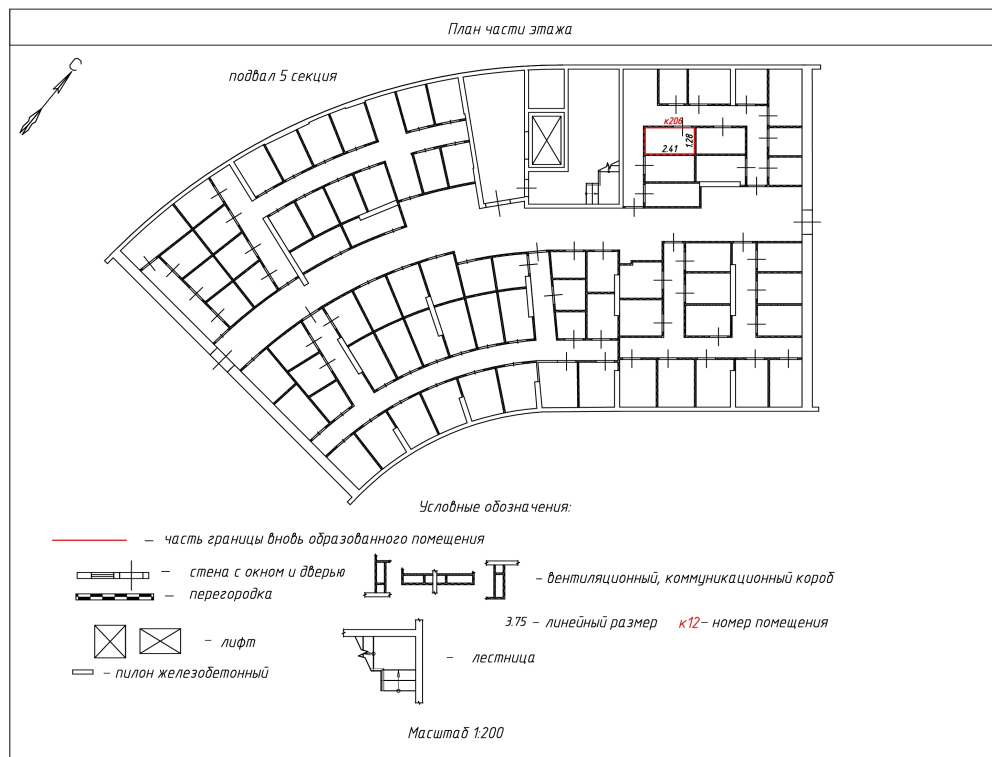 План части этажа
С
подвал 5 секция
к208
2.41
1.28
Условные обозначения:
— часть границы вновь образованного помещения
— стена с окном и дверью
— перегородка
— вентиляционный, коммуникационный короб
3.75 — линейный размер
к12 — номер помещения
— лифт
— лестница
— пилон железобетонный
Масштаб 1:200